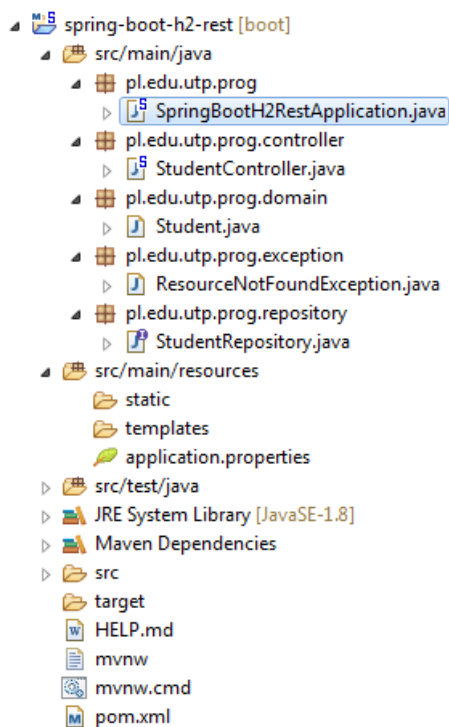 spring-boot-h2-rest [boot]
src/main/java
pl.edu.utp.prog
SpringBootH2RestApplication.java
pl.edu.utp.prog.controller
StudentController.java
pl.edu.utp.prog.domain
Student.java
pl.edu.utp.prog.exception
ResourceNotFoundException.java
pl.edu.utp.prog.repository
StudentRepository.java
src/main/resources
static
templates
application.properties
src/test/java
JRE System Library [JavaSE-1.8]
Maven Dependencies
src
target
HELP.md
mvnw
mvnw.cmd
pom.xml